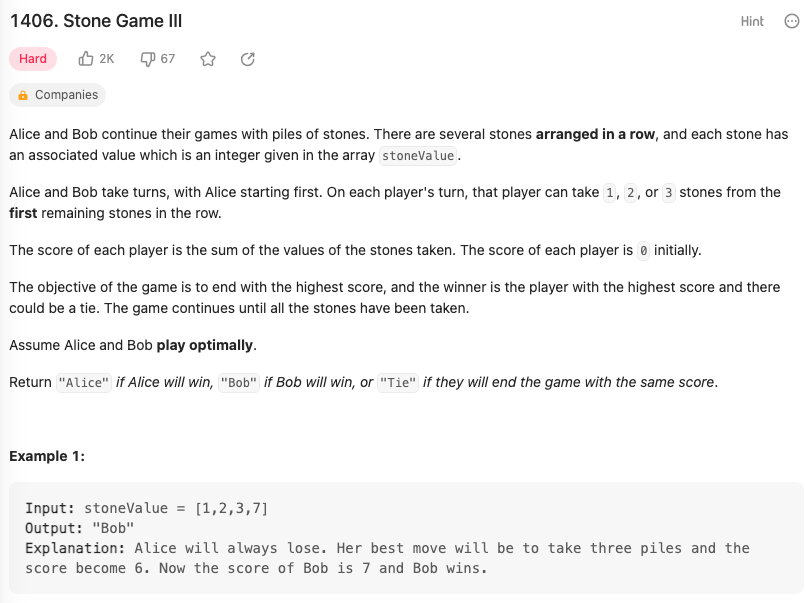 1406. Stone Game III
Hint
Hard 2K 67
Companies
Alice and Bob continue their games with piles of stones. There are several stones arranged in a row, and each stone has
an associated value which is an integer given in the array stoneValue.
Alice and Bob take turns, with Alice starting first. On each player's turn, that player can take 1, 2, or 3 stones from the
first remaining stones in the row.
The score of each player is the sum of the values of the stones taken. The score of each player is 0 initially.
The objective of the game is to end with the highest score, and the winner is the player with the highest score and there
could be a tie. The game continues until all the stones have been taken.
Assume Alice and Bob play optimally.
Return "Alice" if Alice will win, "Bob" if Bob will win, or "Tie" if they will end the game with the same score.
Example 1:
Input: stoneValue = [1,2,3,7]
Output: "Bob"
Explanation: Alice will always lose. Her best move will be to take three piles and the
score become 6. Now the score of Bob is 7 and Bob wins.